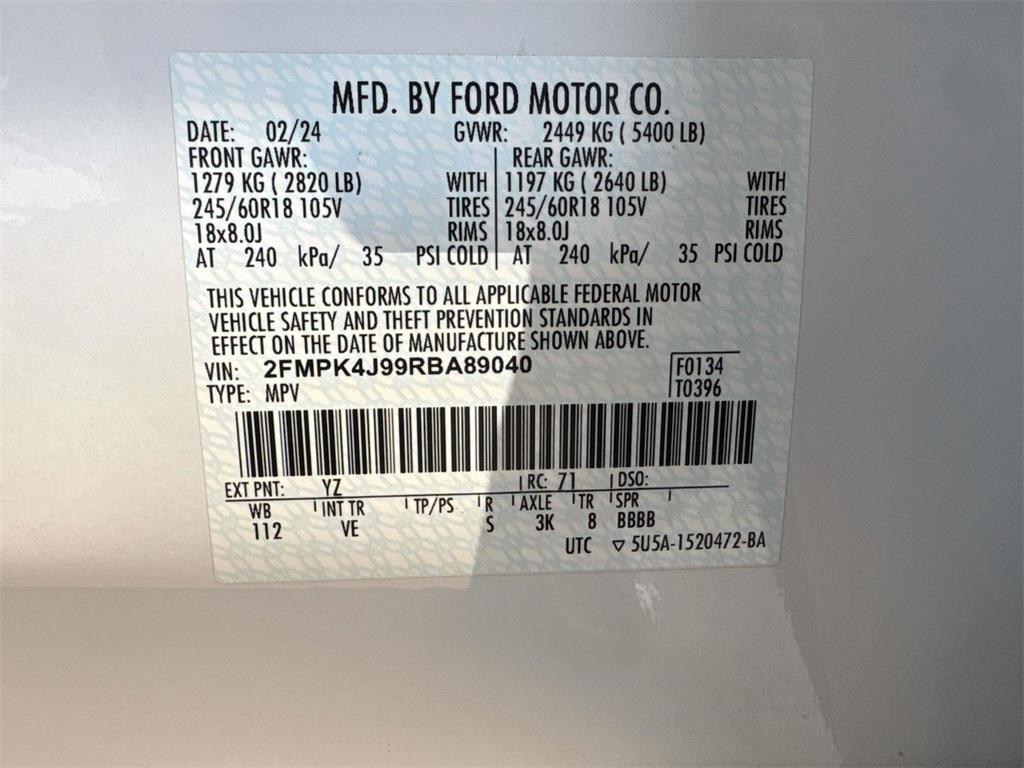 MFD. BY FORD MOTOR CO.
DATE: 02/24 GVWR: 2449 KG ( 5400 LB)
FRONT GAWR: REAR GAWR:
1279 KG ( 2820 LB) WITH 1197 KG ( 2640 LB) WITH
245/60R18 105V TIRES 245/60R18 105V TIRES
18x8.0J RIMS 18x8.0J RIMS
AT 240 kPa/ 35 PSI COLD AT 240 kPa/ 35 PSI COLD
THIS VEHICLE CONFORMS TO ALL APPLICABLE FEDERAL MOTOR
VEHICLE SAFETY AND THEFT PREVENTION STANDARDS IN
EFFECT ON THE DATE OF MANUFACTURE SHOWN ABOVE.
VIN: 2FMPK4J99RBA89040 F0134
TYPE: MPV T0396
EXT PNT: YZ RC: 71 DSO:
WB INT TR TP/PS R AXLE TR SPR
112 VE S 3K 8 BBBB
UTC ▽ 5U5A-1520472-BA